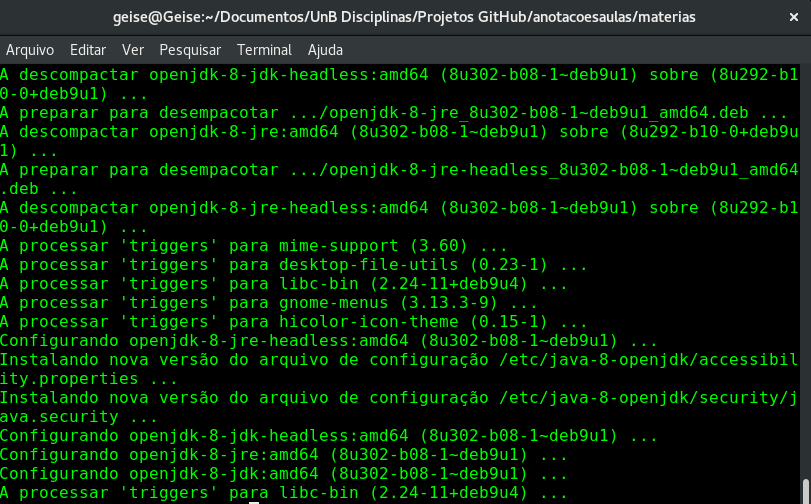 geise@Geise:~/Documentos/UnB Disciplinas/Projetos GitHub/anotacoesaulas/materias
Arquivo Editar Ver Pesquisar Terminal Ajuda
A descompactar openjdk-8-jdk-headless:amd64 (8u302-b08-1~deb9u1) sobre (8u292-b1
0-0+deb9u1) ...
A preparar para desempacotar .../openjdk-8-jre_8u302-b08-1~deb9u1_amd64.deb ...
A descompactar openjdk-8-jre:amd64 (8u302-b08-1~deb9u1) sobre (8u292-b10-0+deb9u
1) ...
A preparar para desempacotar .../openjdk-8-jre-headless_8u302-b08-1~deb9u1_amd64
.deb ...
A descompactar openjdk-8-jre-headless:amd64 (8u302-b08-1~deb9u1) sobre (8u292-b1
0-0+deb9u1) ...
A processar 'triggers' para mime-support (3.60) ...
A processar 'triggers' para desktop-file-utils (0.23-1) ...
A processar 'triggers' para libc-bin (2.24-11+deb9u4) ...
A processar 'triggers' para gnome-menus (3.13.3-9) ...
A processar 'triggers' para hicolor-icon-theme (0.15-1) ...
Configurando openjdk-8-jre-headless:amd64 (8u302-b08-1~deb9u1) ...
Instalando nova versão do arquivo de configuração /etc/java-8-openjdk/accessibil
ity.properties ...
Instalando nova versão do arquivo de configuração /etc/java-8-openjdk/security/j
ava.security ...
Configurando openjdk-8-jdk-headless:amd64 (8u302-b08-1~deb9u1) ...
Configurando openjdk-8-jre:amd64 (8u302-b08-1~deb9u1) ...
Configurando openjdk-8-jdk:amd64 (8u302-b08-1~deb9u1) ...
A processar 'triggers' para libc-bin (2.24-11+deb9u4) ...